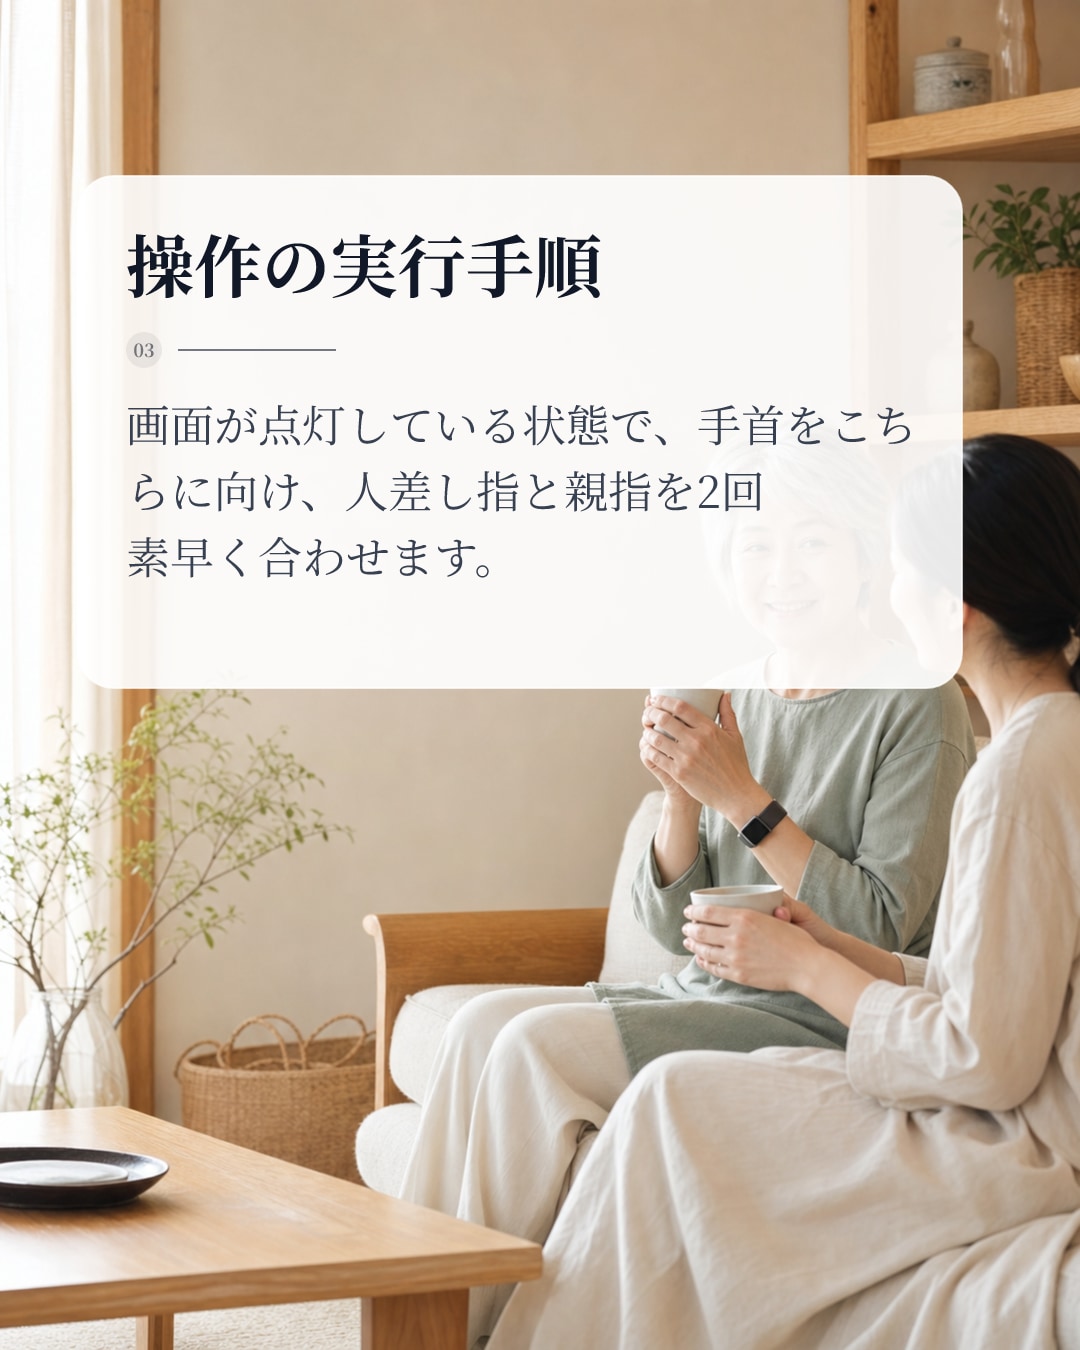 操作の実行手順
03
画面が点灯している状態で、手首をこち
らに向け、人差し指と親指を2回
素早く合わせます。